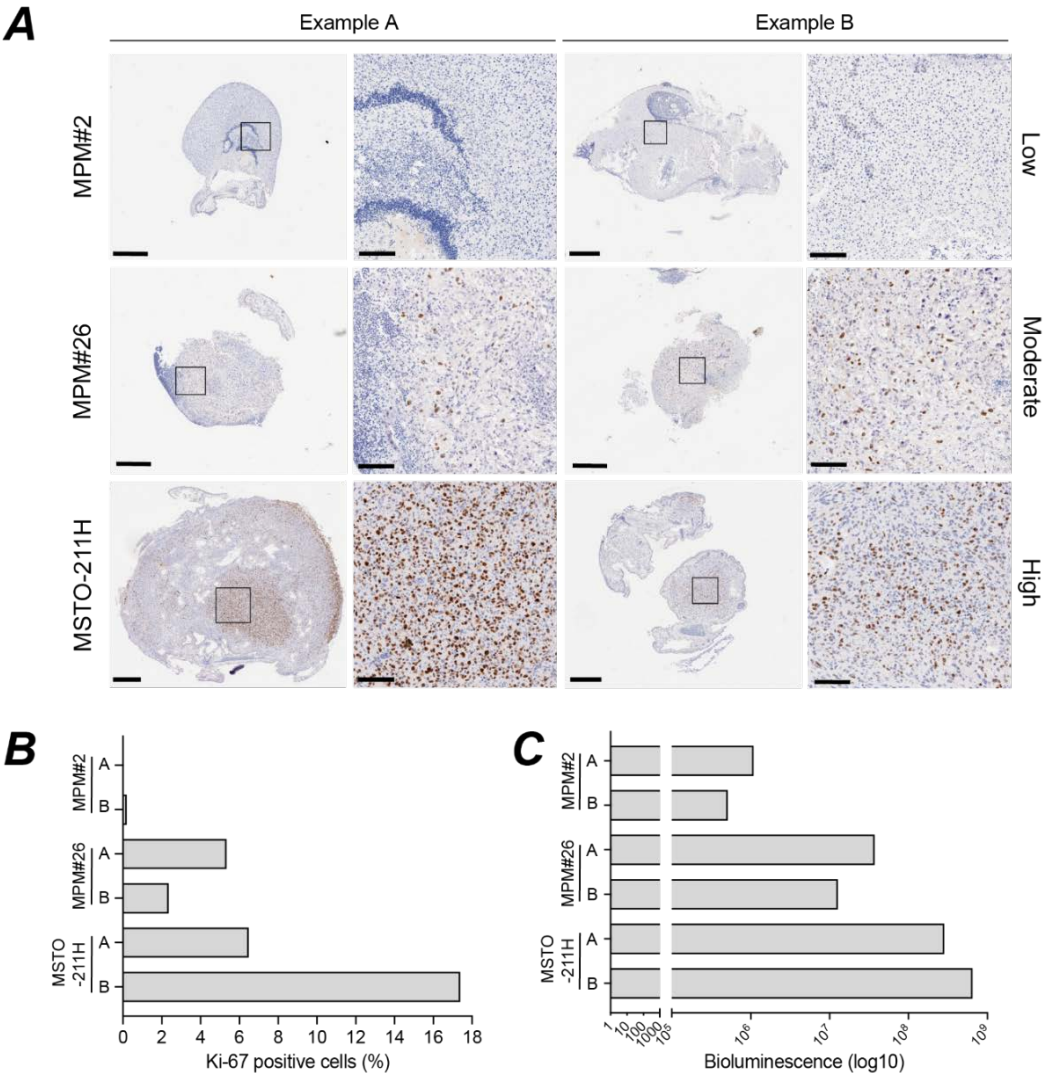 A
Example A
Example B
MPM#2
Low
MPM#26
Moderate
MSTO-211H
High
B
MPM#2
A
B
MPM#26
A
B
MSTO
-211H
A
B
0 2 4 6 8 10 12 14 16 18
Ki-67 positive cells (%)
C
MPM#2
A
B
MPM#26
A
B
MSTO
-211H
A
B
1 10 100 1000 10⁵ 10⁶ 10⁷ 10⁸ 10⁹
Bioluminescence (log10)